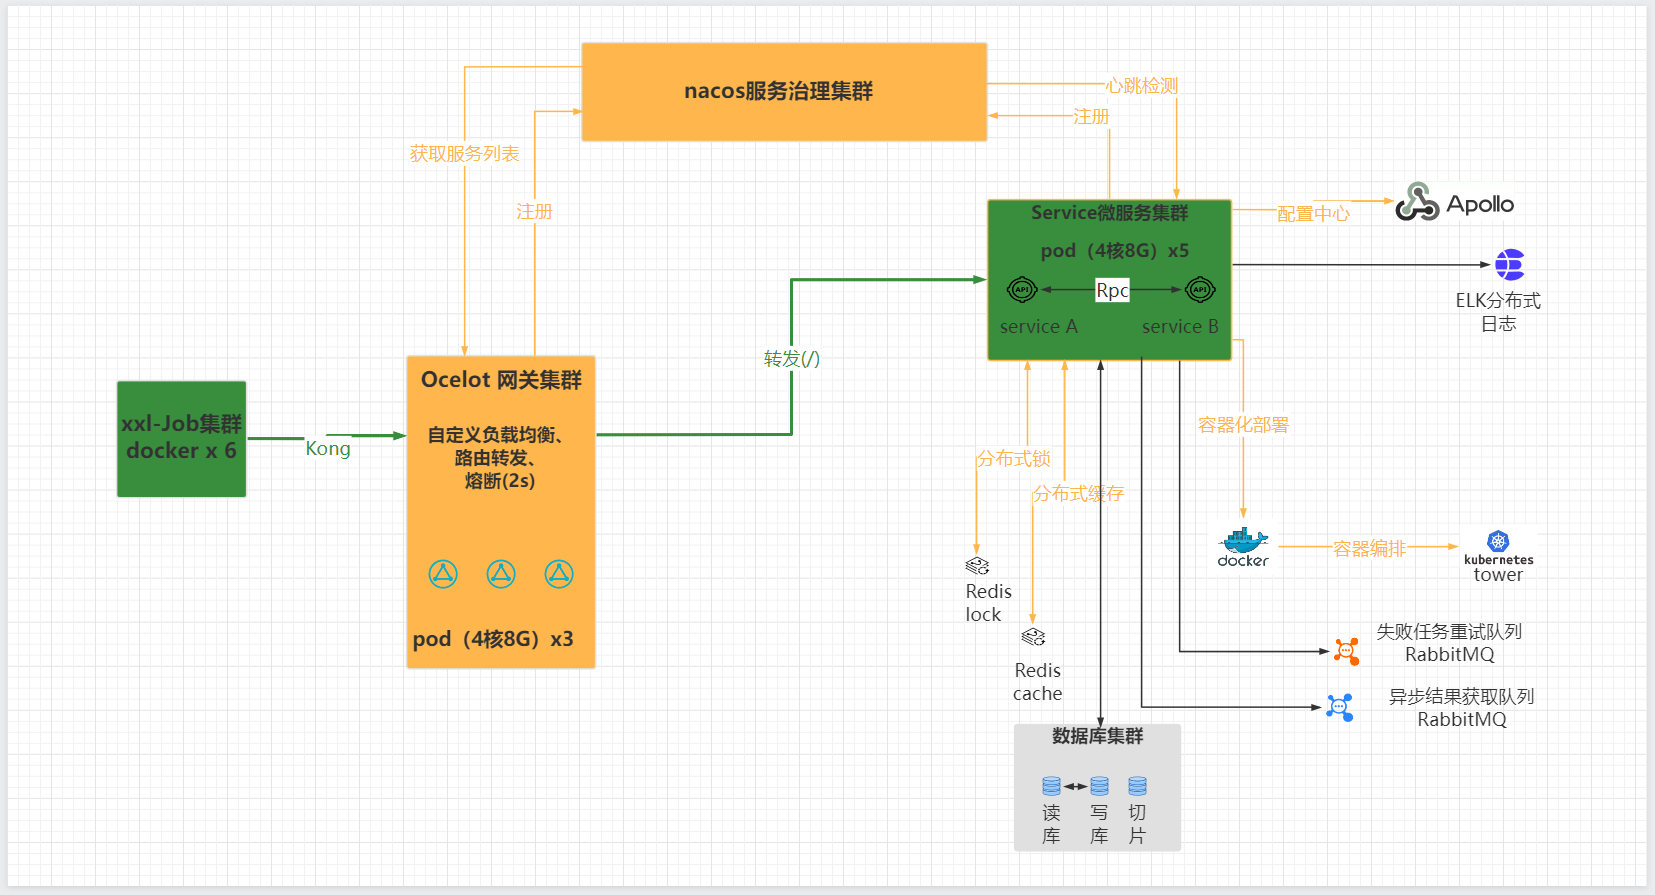 nacos服务治理集群
心跳检测
注册
获取服务列表
注册
Service微服务集群
pod（4核8G）x5
API
Rpc
API
service A
service B
配置中心
Apollo
ELK分布式
日志
转发(/)
xxl-Job集群
docker x 6
Kong
Ocelot 网关集群
自定义负载均衡、
路由转发、
熔断(2s)
pod（4核8G）x3
分布式锁
分布式缓存
容器化部署
docker
容器编排
kubernetes
tower
Redis
lock
Redis
cache
失败任务重试队列
RabbitMQ
异步结果获取队列
RabbitMQ
数据库集群
读
库
写
库
切
片